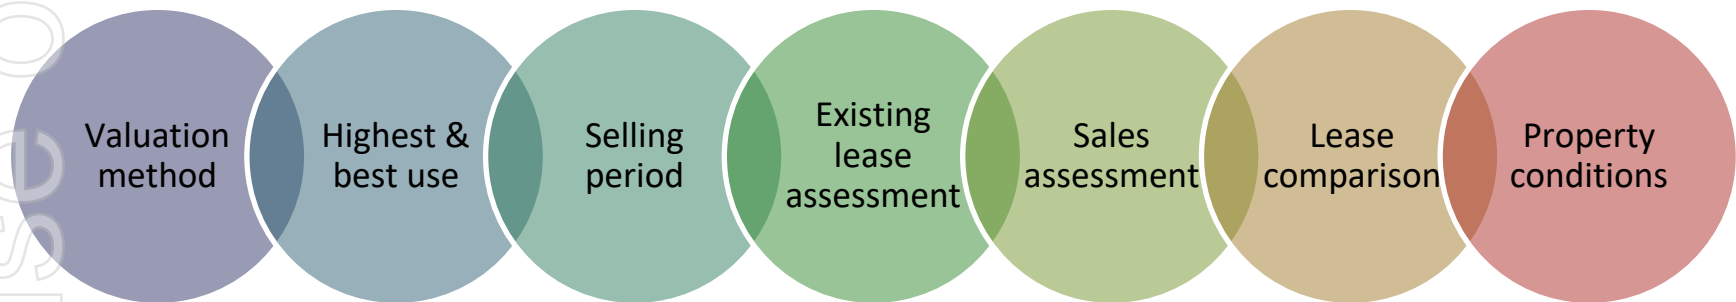 Valuation
method
Highest &
best use
Selling
period
Existing
lease
assessment
Sales
assessment
Lease
comparison
Property
conditions